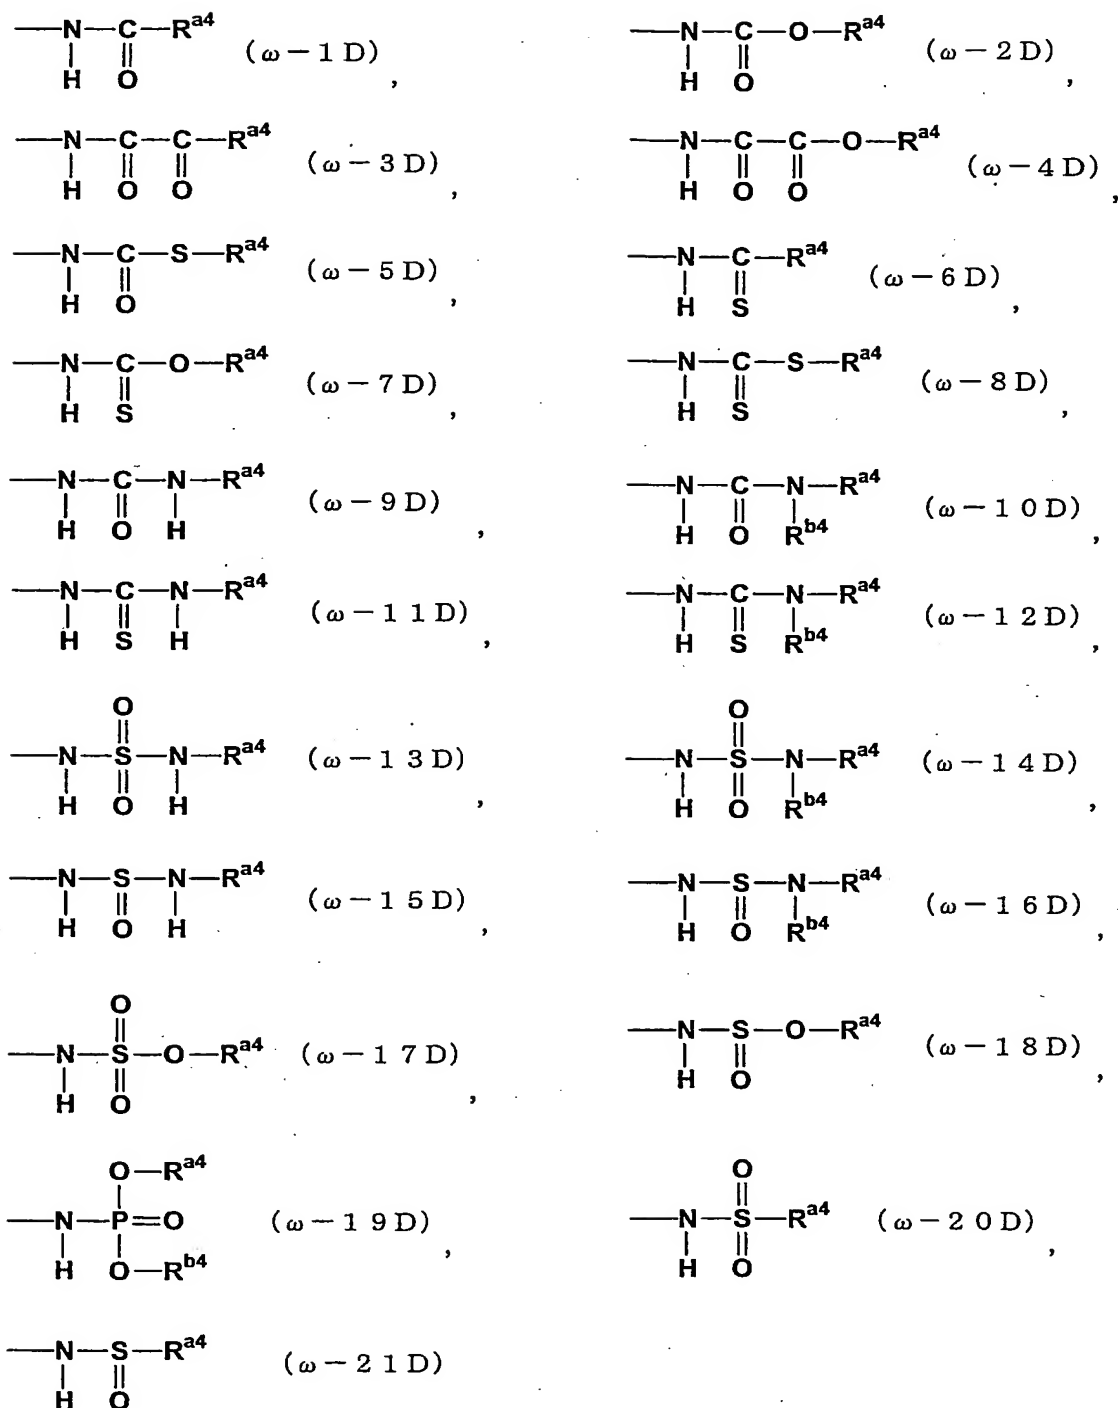 —N—C—R^a4 (ω−1D),
H O
—N—C—O—R^a4 (ω−2D),
H O
—N—C—C—R^a4 (ω−3D),
H O O
—N—C—C—O—R^a4 (ω−4D),
H O O
—N—C—S—R^a4 (ω−5D),
H O
—N—C—R^a4 (ω−6D),
H S
—N—C—O—R^a4 (ω−7D),
H S
—N—C—S—R^a4 (ω−8D),
H S
—N—C—N—R^a4 (ω−9D),
H O H
—N—C—N—R^a4 (ω−10D),
H O R^b4
—N—C—N—R^a4 (ω−11D),
H S H
—N—C—N—R^a4 (ω−12D),
H S R^b4
O
—N—S—N—R^a4 (ω−13D),
H O H
O
—N—S—N—R^a4 (ω−14D),
H O R^b4
—N—S—N—R^a4 (ω−15D),
H O H
—N—S—N—R^a4 (ω−16D),
H O R^b4
O
—N—S—O—R^a4 (ω−17D),
H O
—N—S—O—R^a4 (ω−18D),
H O
O—R^a4
—N—P=O (ω−19D),
H O—R^b4
O
—N—S—R^a4 (ω−20D),
H O
—N—S—R^a4 (ω−21D)
H O